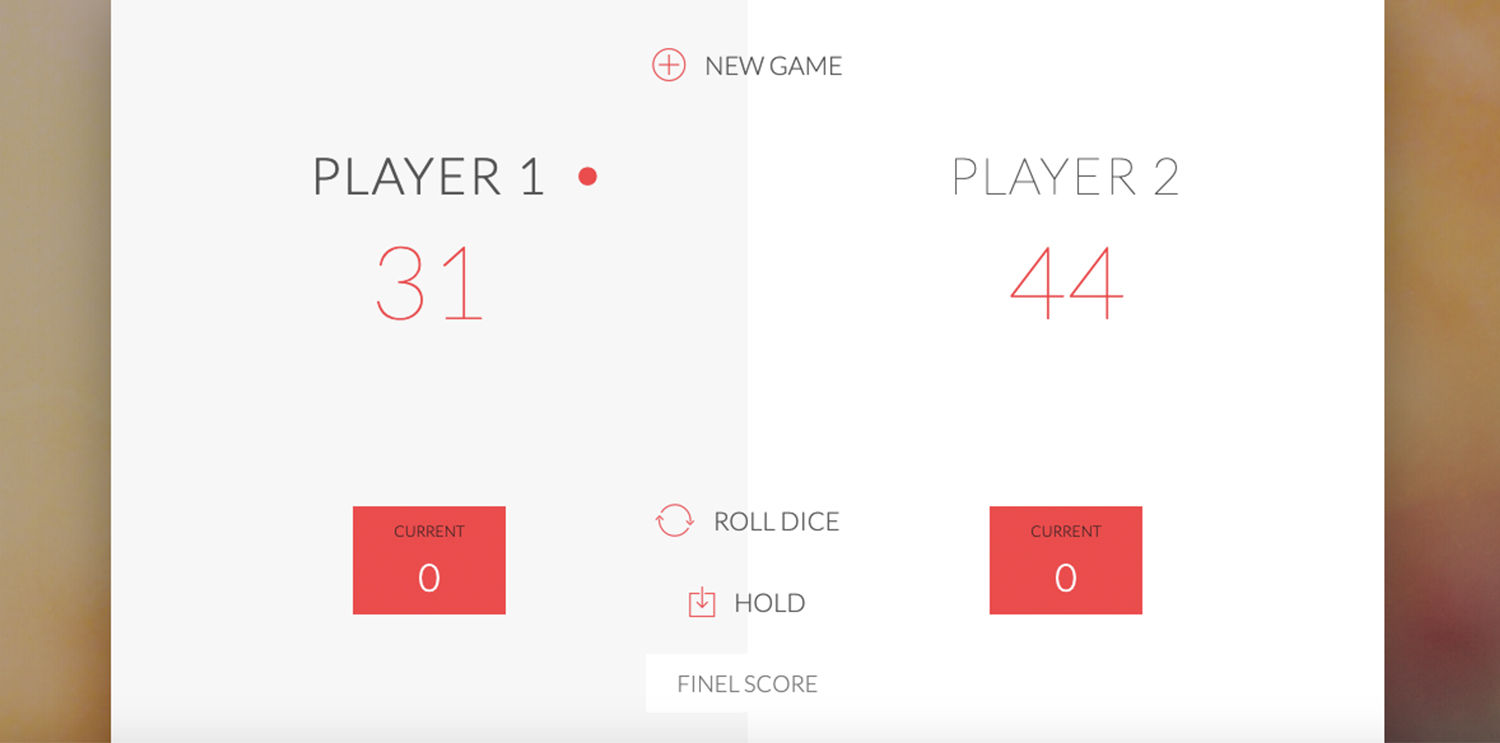 NEW GAME
PLAYER 1
PLAYER 2
31
44
CURRENT
0
ROLL DICE
CURRENT
0
HOLD
FINEL SCORE